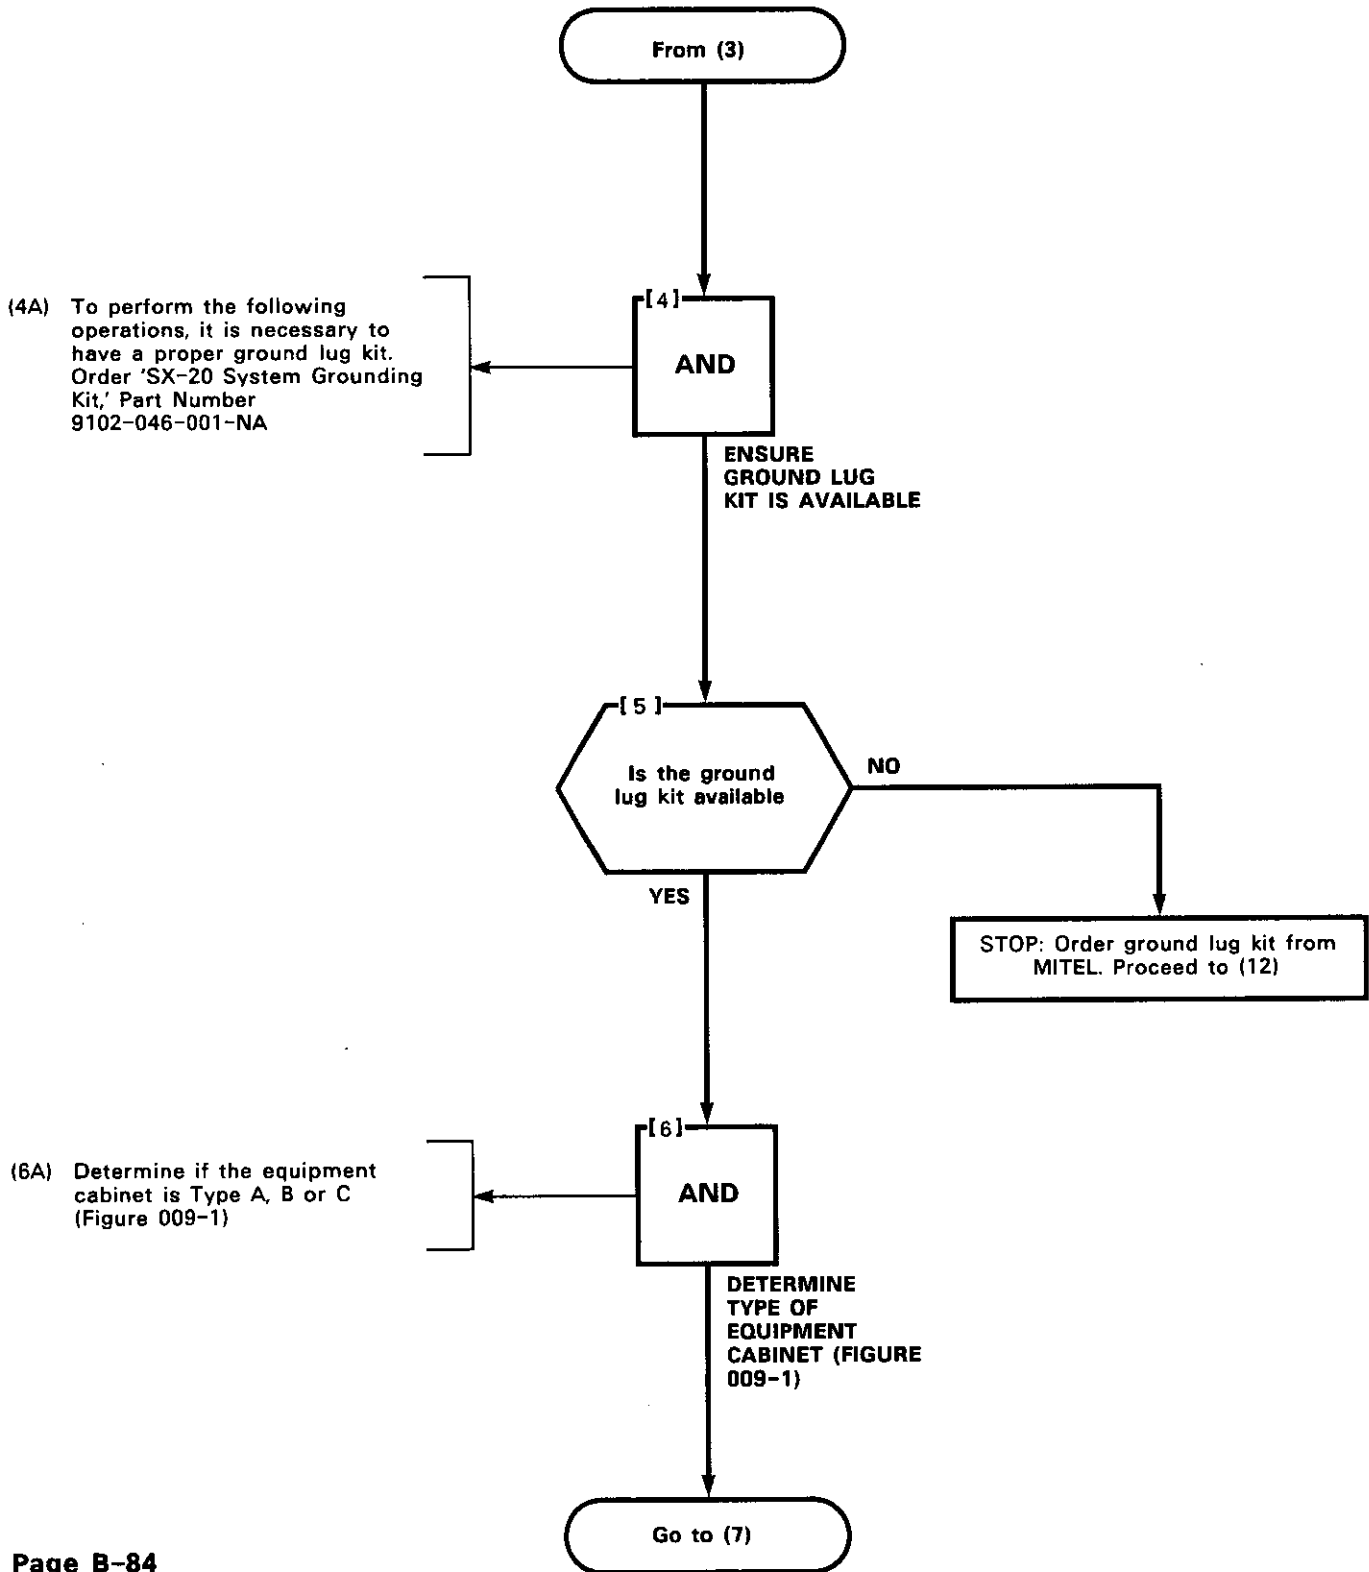 From (3)
(4A) To perform the following
operations, it is necessary to
have a proper ground lug kit.
Order 'SX-20 System Grounding
Kit,' Part Number
9102-046-001-NA
[4]
AND
ENSURE
GROUND LUG
KIT IS AVAILABLE
[5]
Is the ground
lug kit available
NO
YES
STOP: Order ground lug kit from
MITEL. Proceed to (12)
(6A) Determine if the equipment
cabinet is Type A, B or C
(Figure 009-1)
[6]
AND
DETERMINE
TYPE OF
EQUIPMENT
CABINET (FIGURE
009-1)
Go to (7)
Page B-84